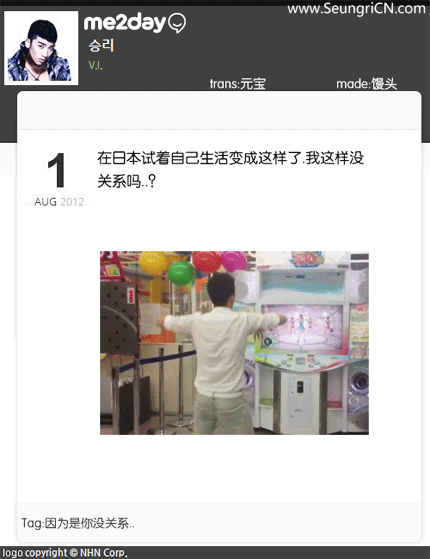 www.SeungriCN.com
me2day
승리
V.I.
trans:元宝
made:馒头
1
AUG 2012
在日本试着自己生活变成这样了.我这样没
关系吗..?
Tag:因为是你没关系..
logo copyright © NHN Corp.